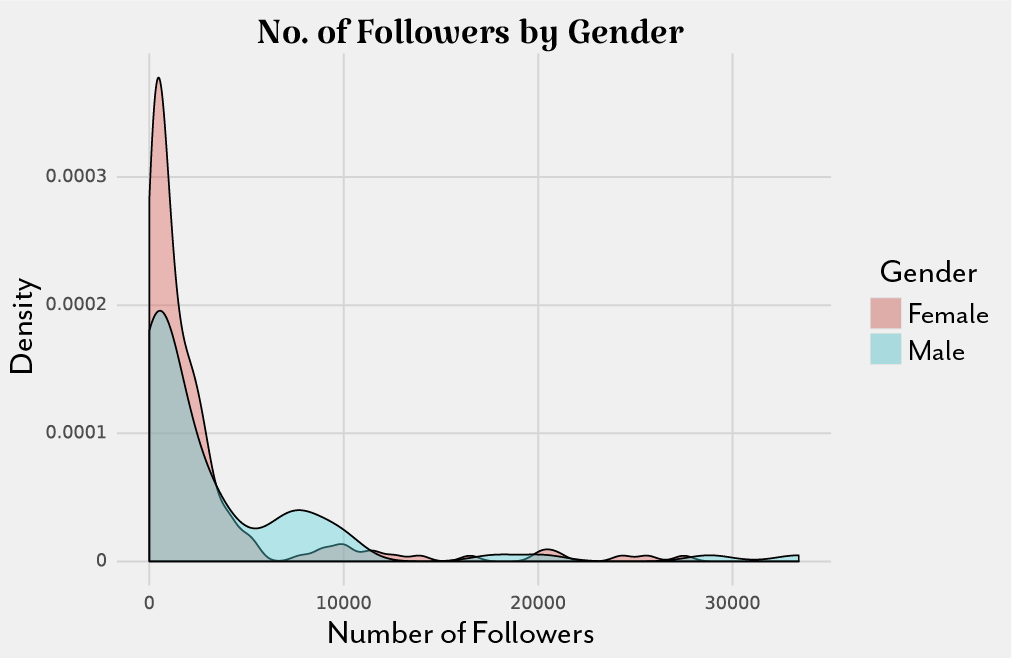 No. of Followers by Gender
0.0003
0.0002
0.0001
0
Density
0 10000 20000 30000
Number of Followers
Gender
Female
Male